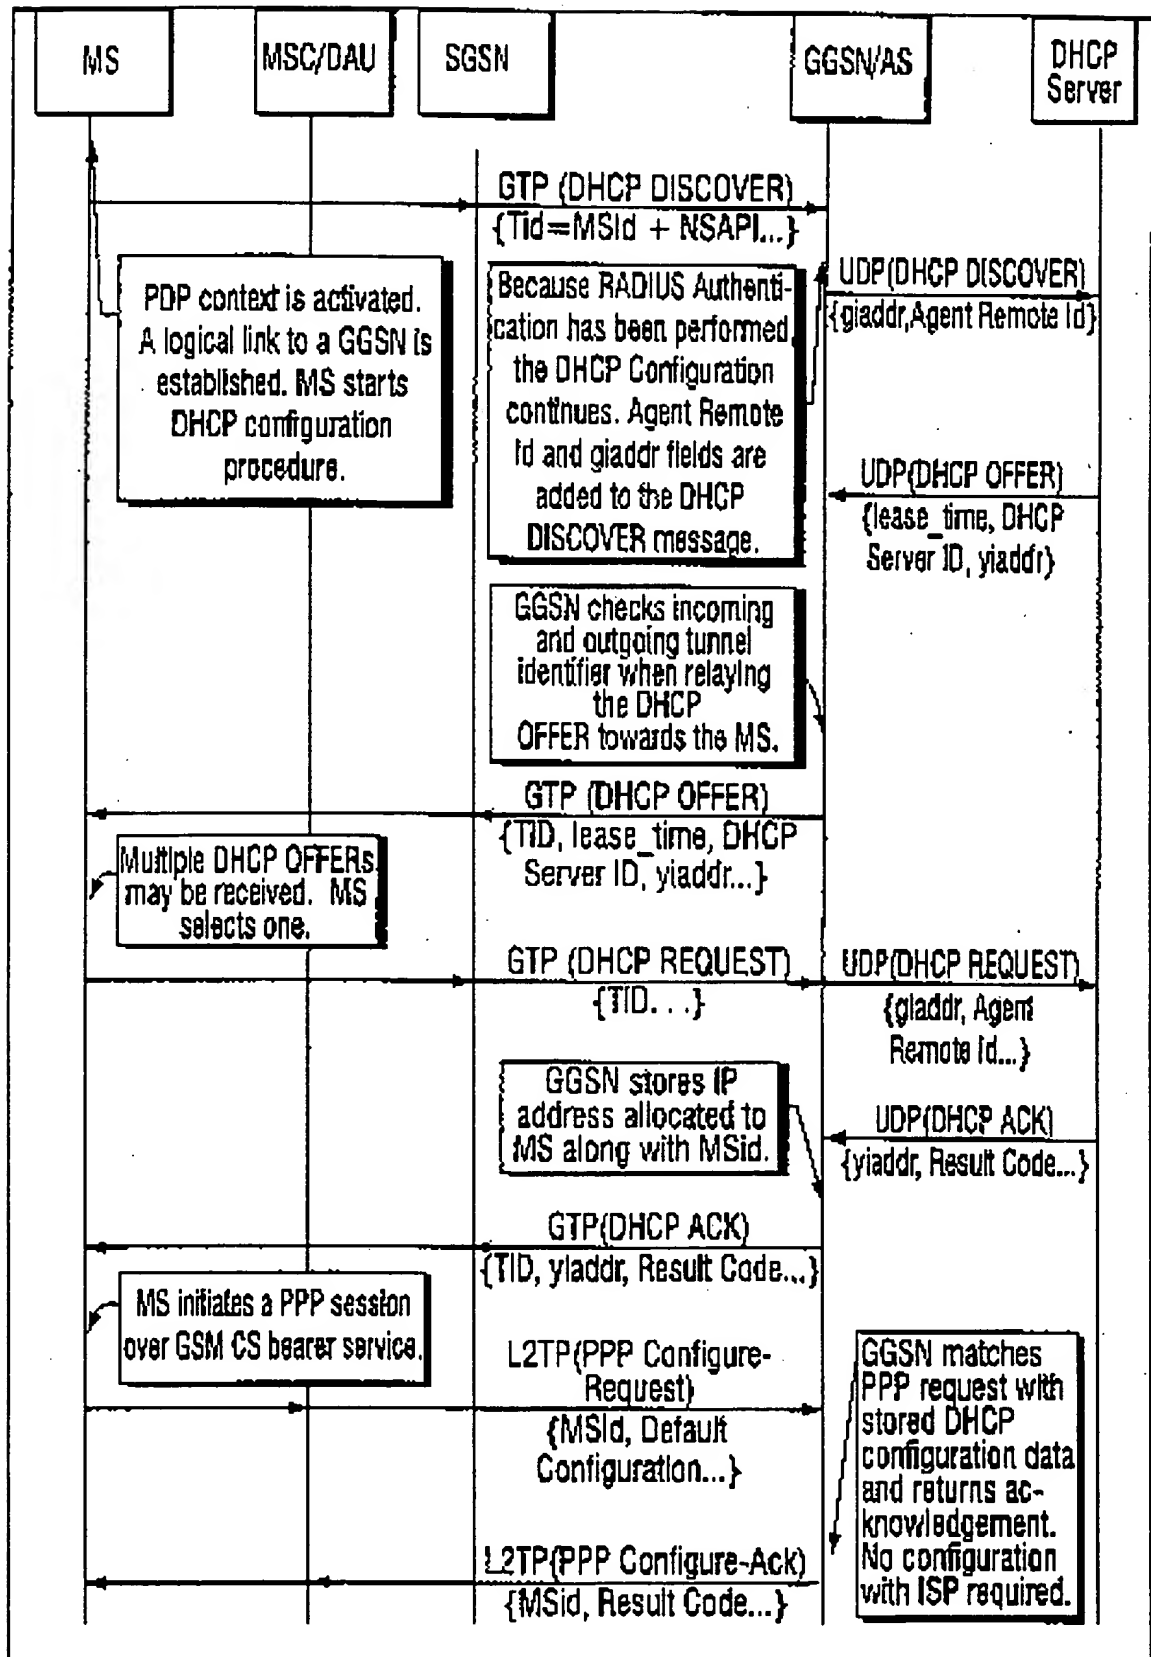 MS
MSC/DAU
SGSN
GGSN/AS
DHCP
Server
GTP (DHCP DISCOVER)
{Tid=MSId + NSAPI...}
PDP context is activated.
A logical link to a GGSN is
established. MS starts
DHCP configuration
procedure.
Because RADIUS Authenti-
cation has been performed
the DHCP Configuration
continues. Agent Remote
Id and giaddr fields are
added to the DHCP
DISCOVER message.
UDP(DHCP DISCOVER)
{giaddr,Agent Remote Id}
UDP(DHCP OFFER)
{lease_time, DHCP
Server ID, yiaddr}
GGSN checks incoming
and outgoing tunnel
identifier when relaying
the DHCP
OFFER towards the MS.
GTP (DHCP OFFER)
{TID, lease_time, DHCP
Server ID, yiaddr...}
Multiple DHCP OFFERs
may be received. MS
selects one.
GTP (DHCP REQUEST)
{TID...}
UDP(DHCP REQUEST)
{giaddr, Agent
Remote Id...}
GGSN stores IP
address allocated to
MS along with MSid.
UDP(DHCP ACK)
{yiaddr, Result Code...}
GTP(DHCP ACK)
{TID, yiaddr, Result Code...}
MS initiates a PPP session
over GSM CS bearer service.
L2TP(PPP Configure-
Request)
{MSId, Default
Configuration...}
GGSN matches
PPP request with
stored DHCP
configuration data
and returns ac-
knowledgement.
No configuration
with ISP required.
L2TP(PPP Configure-Ack)
{MSid, Result Code...}